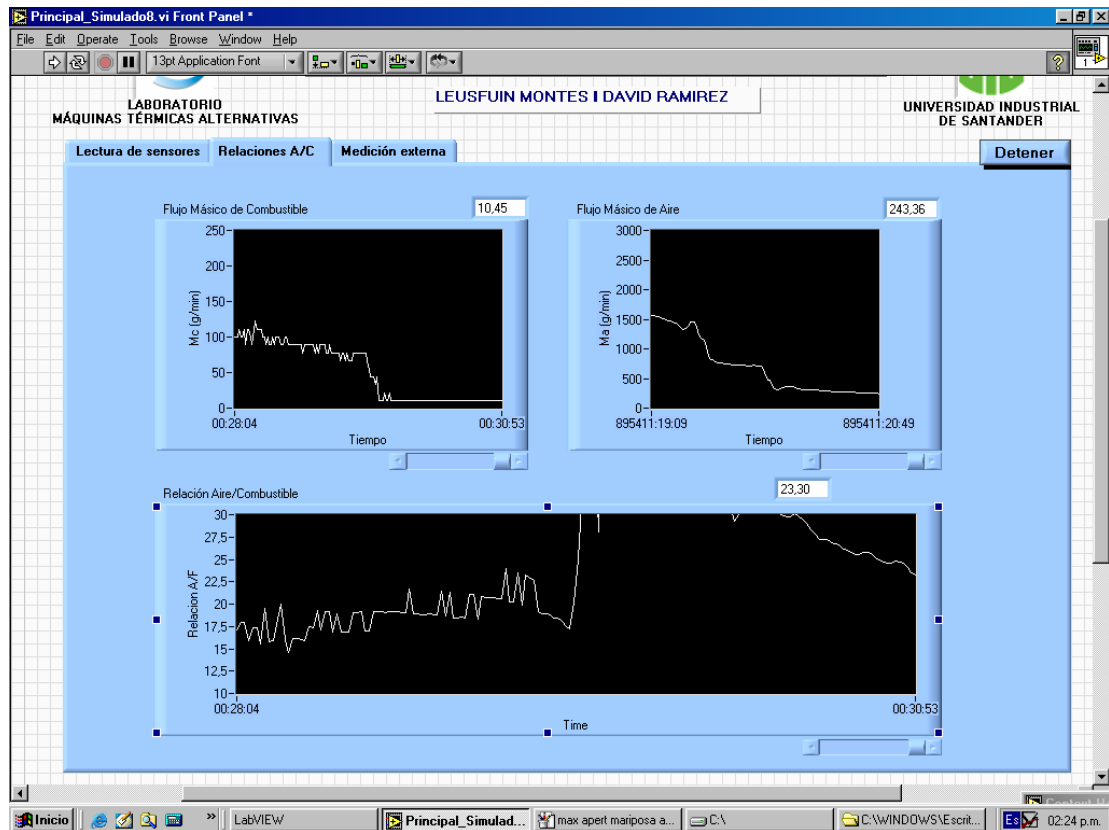 Principal_Simulado8.vi Front Panel *
File Edit Operate Tools Browse Window Help
13pt Application Font
1
LABORATORIO
MÁQUINAS TÉRMICAS ALTERNATIVAS
LEUSFUIN MONTES I DAVID RAMIREZ
UNIVERSIDAD INDUSTRIAL
DE SANTANDER
Lectura de sensores Relaciones A/C Medición externa
Detener
Flujo Másico de Combustible 10,45
250
200
150
100
50
0
Mc (g/min)
00:28:04 00:30:53
Tiempo
Flujo Másico de Aire 243,36
3000
2500
2000
1500
1000
500
0
Ma (g/min)
895411:19:09 895411:20:49
Tiempo
Relación Aire/Combustible 23,30
30
27,5
25
22,5
20
17,5
15
12,5
10
Relacion A/F
00:28:04 00:30:53
Time
Inicio » LabVIEW Principal_Simulad... max apert mariposa a... C:\ C:\WINDOWS\Escrit... Es 02:24 p.m.